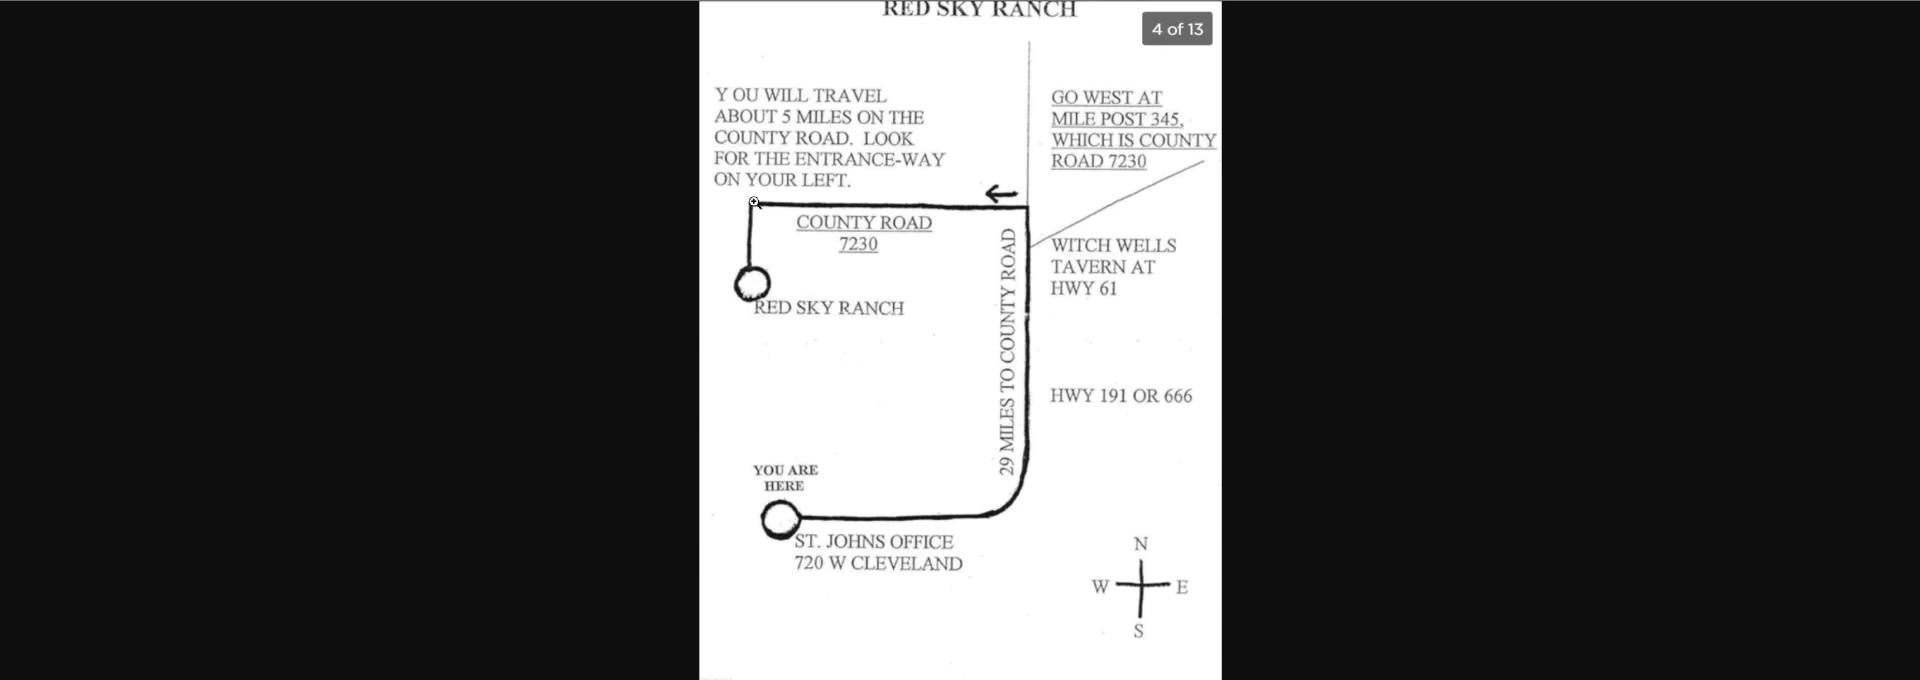 RED SKY RANCH
4 of 13
Y OU WILL TRAVEL
ABOUT 5 MILES ON THE
COUNTY ROAD. LOOK
FOR THE ENTRANCE-WAY
ON YOUR LEFT.
GO WEST AT
MILE POST 345,
WHICH IS COUNTY
ROAD 7230
COUNTY ROAD
7230
29 MILES TO COUNTY ROAD
WITCH WELLS
TAVERN AT
HWY 61
RED SKY RANCH
HWY 191 OR 666
YOU ARE
HERE
ST. JOHNS OFFICE
720 W CLEVELAND
N
W
E
S